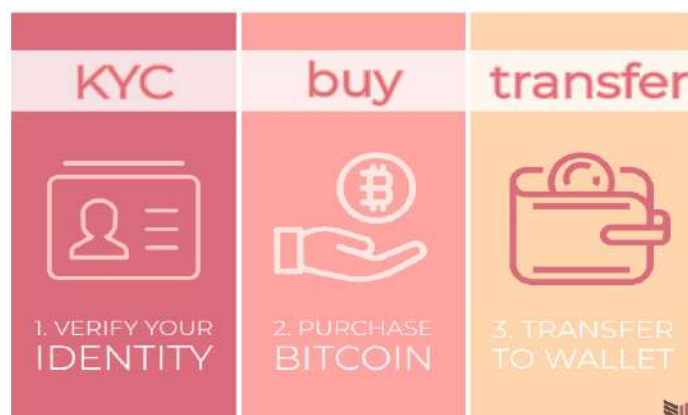 KYC
buy
transfer
1. VERIFY YOUR
IDENTITY
2. PURCHASE
BITCOIN
3. TRANSFER
TO WALLET